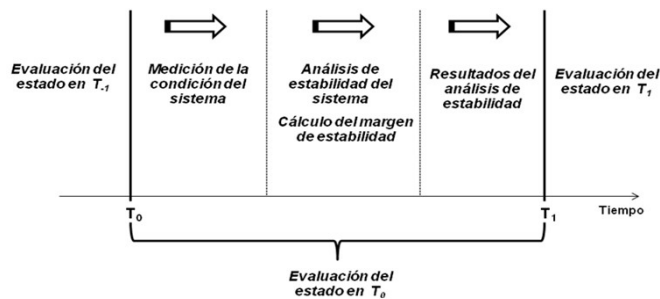 Evaluación del
estado en T-1
Medición de la
condición del
sistema
Análisis de
estabilidad del
sistema
Cálculo del margen
de estabilidad
Resultados del
análisis de
estabilidad
Evaluación del
estado en T1
T0
T1
Tiempo
Evaluación del
estado en T0